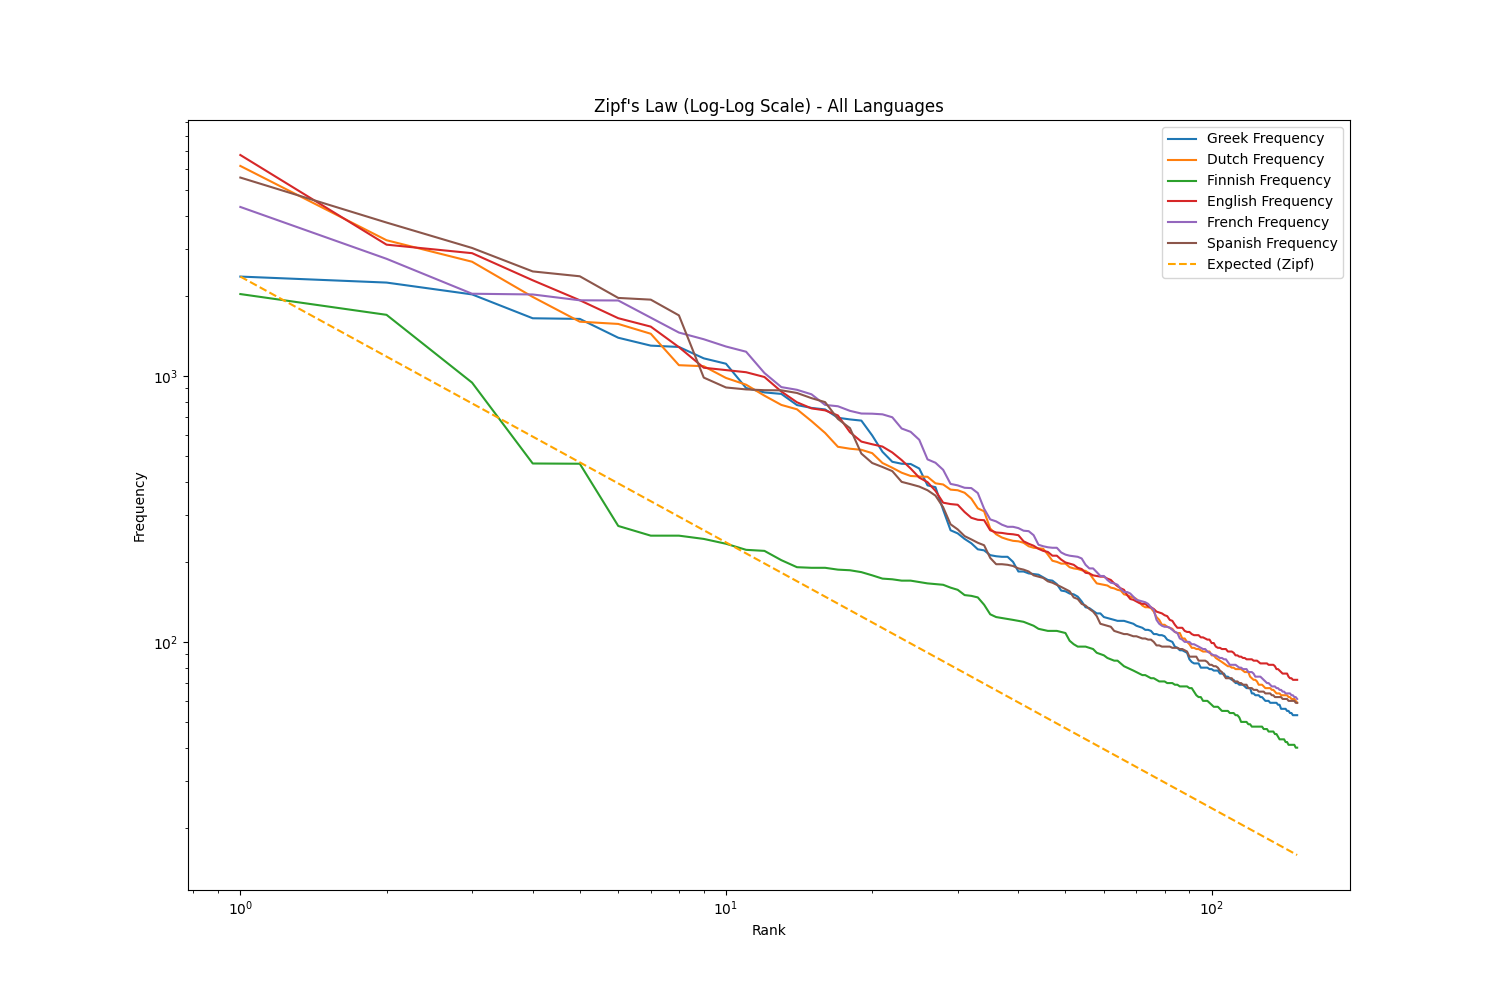 Zipf's Law (Log-Log Scale) - All Languages
Greek Frequency
Dutch Frequency
Finnish Frequency
English Frequency
French Frequency
Spanish Frequency
Expected (Zipf)
Frequency
10³
10²
10⁰
10¹
10²
Rank